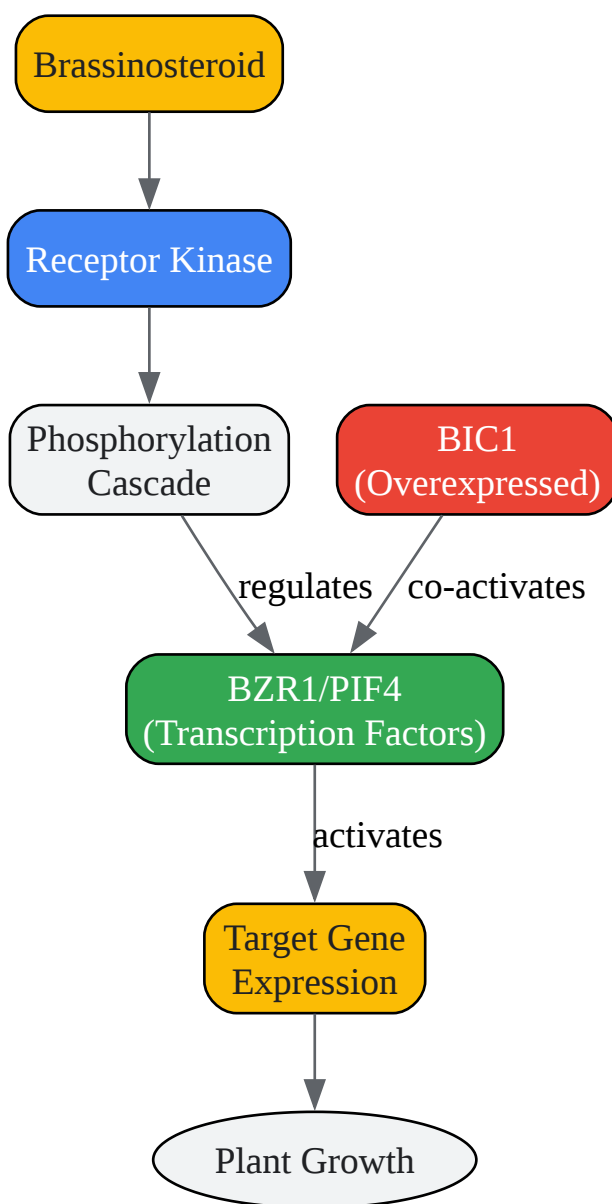 Brassinosteroid
Receptor Kinase
Phosphorylation
Cascade
BIC1
(Overexpressed)
regulates
co-activates
BZR1/PIF4
(Transcription Factors)
activates
Target Gene
Expression
Plant Growth